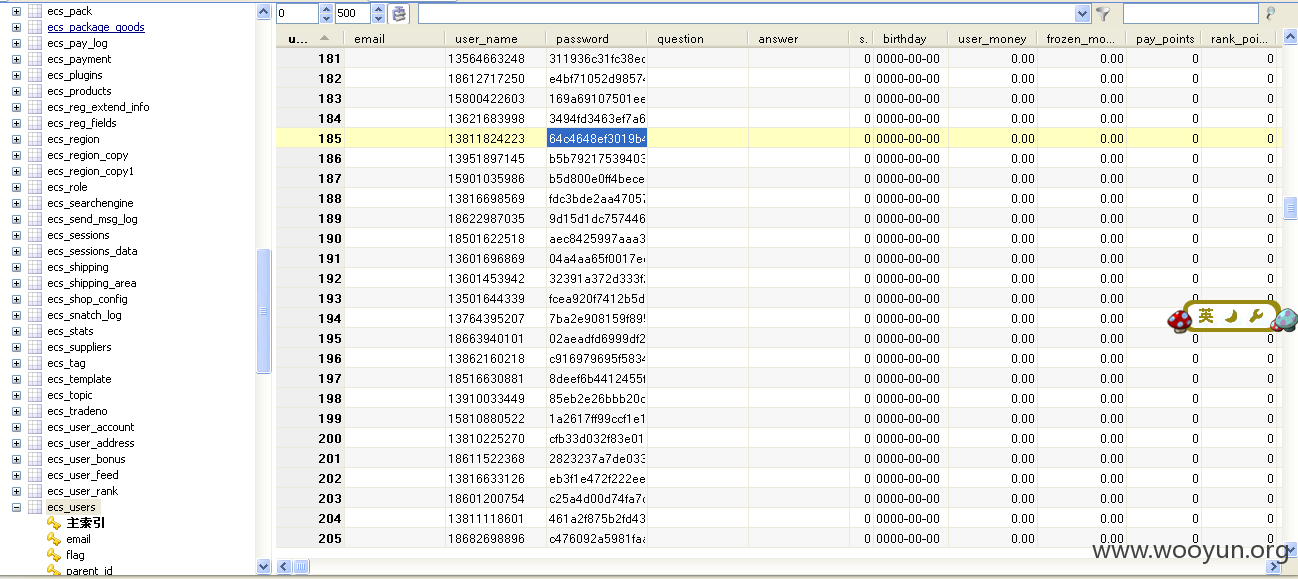 ecs_pack
ecs_package_goods
ecs_pay_log
ecs_payment
ecs_plugins
ecs_products
ecs_reg_extend_info
ecs_reg_fields
ecs_region
ecs_region_copy
ecs_region_copy1
ecs_role
ecs_searchengine
ecs_send_msg_log
ecs_sessions
ecs_sessions_data
ecs_shipping
ecs_shipping_area
ecs_shop_config
ecs_snatch_log
ecs_stats
ecs_suppliers
ecs_tag
ecs_template
ecs_topic
ecs_tradeno
ecs_user_account
ecs_user_address
ecs_user_bonus
ecs_user_feed
ecs_user_rank
ecs_users
主索引
email
flag
parent_id
0 500
u... email user_name password question answer s. birthday user_money frozen_mo... pay_points rank_poi...
181 13564663248 311936c31fc38ec 0 0000-00-00 0.00 0.00 0 0
182 18612717250 e4bf71052d98574 0 0000-00-00 0.00 0.00 0 0
183 15800422603 169a69107501ee 0 0000-00-00 0.00 0.00 0 0
184 13621683998 3494fd3463ef7a6 0 0000-00-00 0.00 0.00 0 0
185 13811824223 64c4648ef3019b4 0 0000-00-00 0.00 0.00 0 0
186 13951897145 b5b79217539403 0 0000-00-00 0.00 0.00 0 0
187 15901035986 b5d800e0ff4bece 0 0000-00-00 0.00 0.00 0 0
188 13816698569 fdc3bde2aa47057 0 0000-00-00 0.00 0.00 0 0
189 18622987035 9d15d1dc757446 0 0000-00-00 0.00 0.00 0 0
190 18501622518 aec8425997aaa3 0 0000-00-00 0.00 0.00 0 0
191 13601696869 04a4aa65f0017e 0 0000-00-00 0.00 0.00 0 0
192 13601453942 32391a372d333f 0 0000-00-00 0.00 0.00 0 0
193 13501644339 fcea920f7412b5d 0 0000-00-00 0.00 0.00 0 0
194 13764395207 7ba2e908159f89 0 0000-00-00 0.00 0.00 0 0
195 18663940101 02aeadfd6999df2 0 0000-00-00 0.00 0.00 0 0
196 13862160218 c916979695f5834 0 0000-00-00 0.00 0.00 0 0
197 18516630881 8deef6b4412455f 0 0000-00-00 0.00 0.00 0 0
198 13910033449 85eb2e26bbb20c 0 0000-00-00 0.00 0.00 0 0
199 15810880522 1a2617ff99ccf1e1 0 0000-00-00 0.00 0.00 0 0
200 13810225270 cfb33d032f83e01 0 0000-00-00 0.00 0.00 0 0
201 18611522368 2823237a7de033 0 0000-00-00 0.00 0.00 0 0
202 13816633126 eb3f1e472f222ee 0 0000-00-00 0.00 0.00 0 0
203 18601200754 c25a4d00d74fa7c 0 0000-00-00 0.00 0.00 0 0
204 13811118601 461a2f875b2fd43 0 0000-00-00 0.00 0.00 0 0
205 18682698896 c476092a5981faa 0 0000-00-00 0.00 0.00 0 0
英
www.wooyun.org